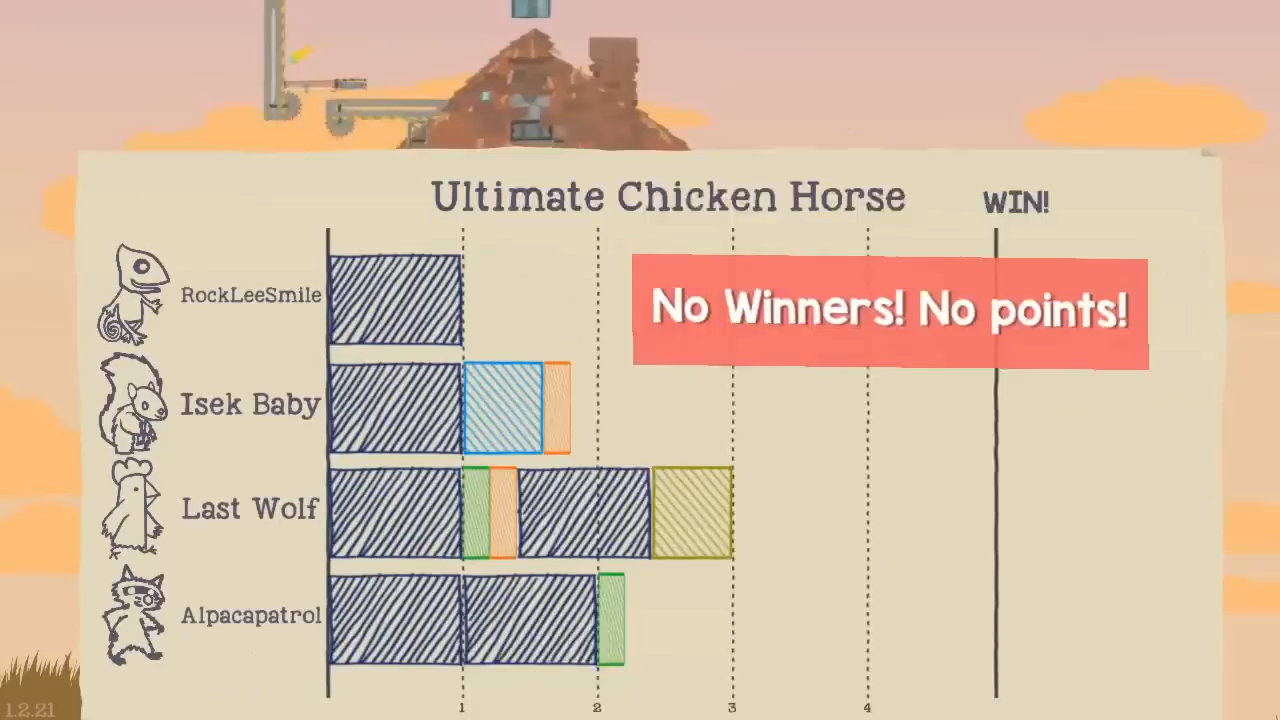 Ultimate Chicken Horse
WIN!
RockLeeSmile
No Winners! No points!
Isek Baby
Last Wolf
Alpacapatrol
1 2 3 4
1.2.21